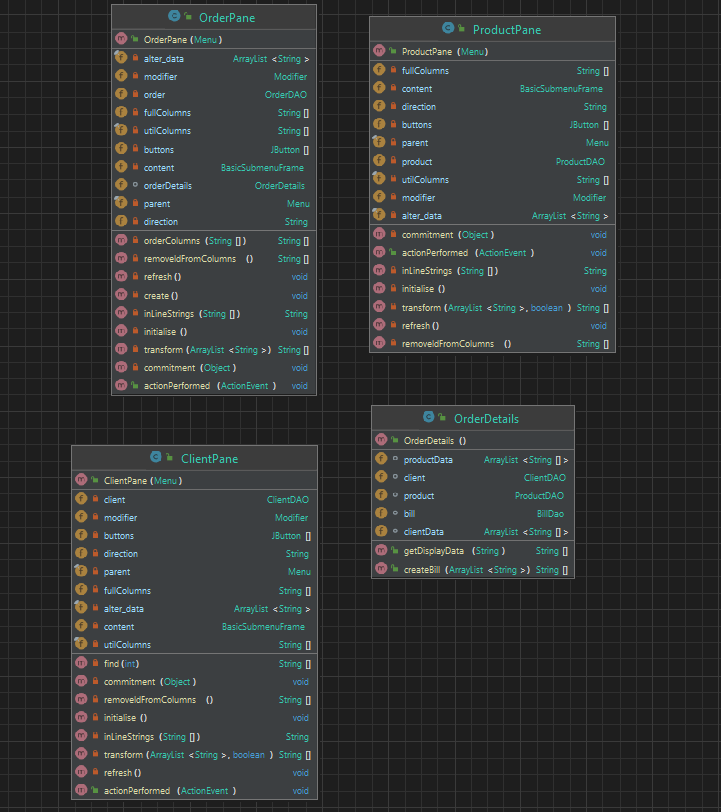 OrderPane
OrderPane (Menu)
alter_data ArrayList <String >
modifier Modifier
order OrderDAO
fullColumns String []
utilColumns String []
buttons JButton []
content BasicSubmenuFrame
orderDetails OrderDetails
parent Menu
direction String
orderColumns (String []) String []
removeIdFromColumns () String []
refresh () void
create () void
inLineStrings (String []) String
initialise () void
transform (ArrayList <String >) String []
commitment (Object) void
actionPerformed (ActionEvent ) void
ProductPane
ProductPane (Menu)
fullColumns String []
content BasicSubmenuFrame
direction String
buttons JButton []
parent Menu
product ProductDAO
utilColumns String []
modifier Modifier
alter_data ArrayList <String >
commitment (Object) void
actionPerformed (ActionEvent ) void
inLineStrings (String []) String
initialise () void
transform (ArrayList <String >, boolean ) String []
refresh () void
removeIdFromColumns () String []
ClientPane
ClientPane (Menu)
client ClientDAO
modifier Modifier
buttons JButton []
direction String
parent Menu
fullColumns String []
alter_data ArrayList <String >
content BasicSubmenuFrame
utilColumns String []
find (int) String []
commitment (Object) void
removeIdFromColumns () String []
initialise () void
inLineStrings (String []) String
transform (ArrayList <String >, boolean ) String []
refresh () void
actionPerformed (ActionEvent ) void
OrderDetails
OrderDetails ()
productData ArrayList <String []>
client ClientDAO
product ProductDAO
bill BillDao
clientData ArrayList <String []>
getDisplayData (String) String []
createBill (ArrayList <String >) String []